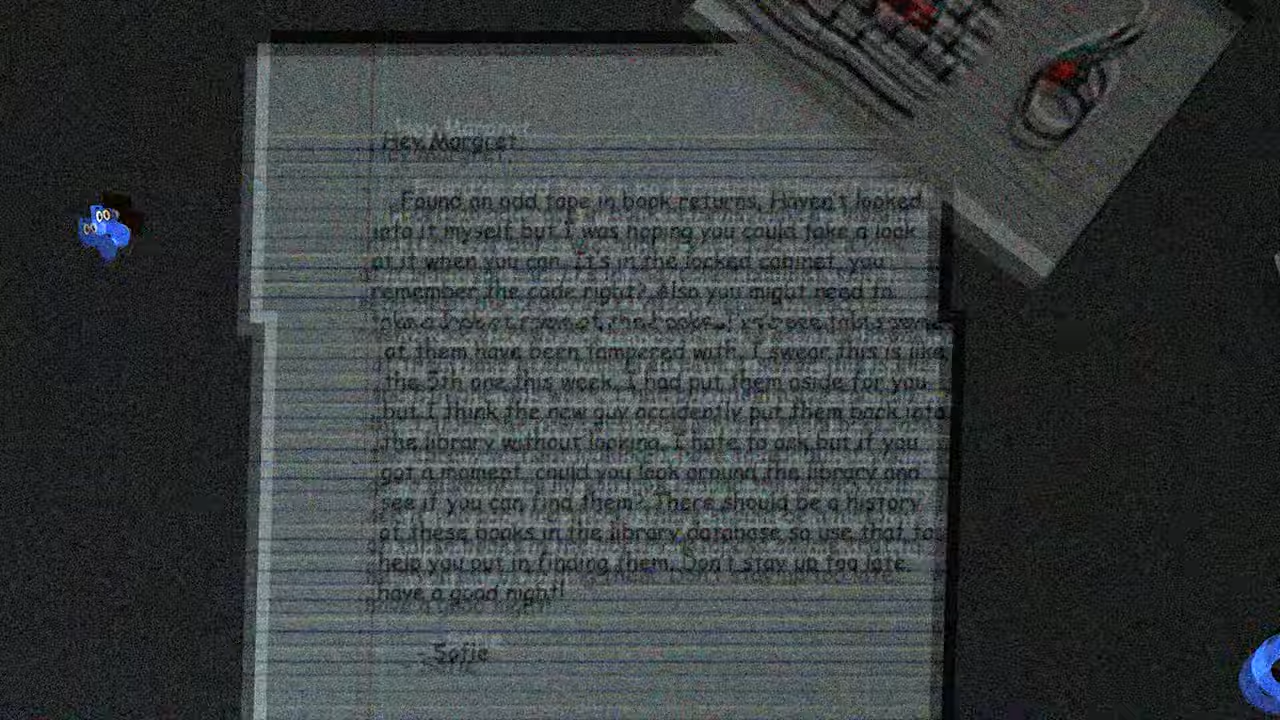 Hey Margret,
Found an odd tape in book returns, Haven't looked
into it myself but I was hoping you could take a look
at it when you can. It's in the locked cabinet, you
remember the code right? Also you might need to
of them have been tampered with. I swear this is like
the 5th one this week. I had put them aside for you
but I think the new guy accidently put them back into
the library without looking. I hate to ask but if you
got a moment, could you look around the library and
see if you can find them? There should be a history
of these books in the library database so use that to
help you out in finding them. Don't stay up too late
have a good night!
- Sofie